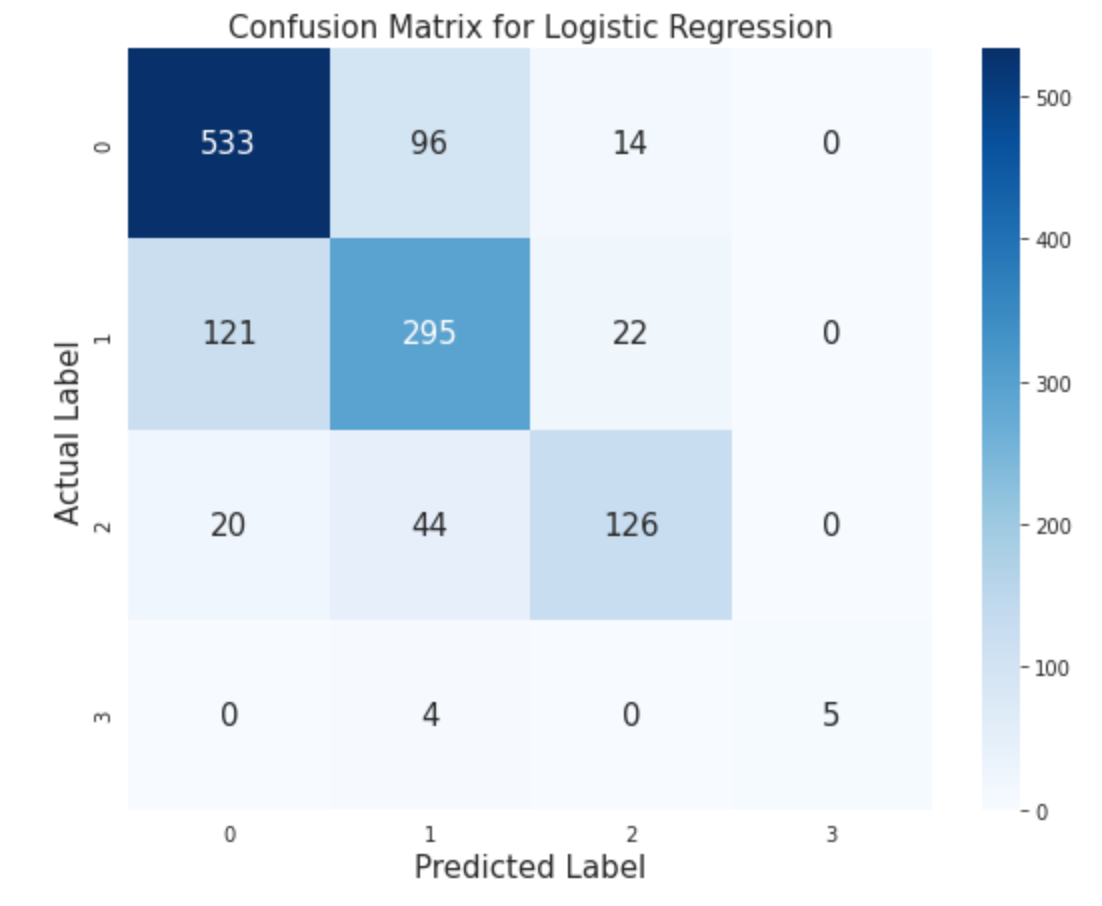 Confusion Matrix for Logistic Regression
533 96 14 0
121 295 22 0
20 44 126 0
0 4 0 5
0
1
2
3
Actual Label
0 1 2 3
Predicted Label
500
400
300
200
100
0